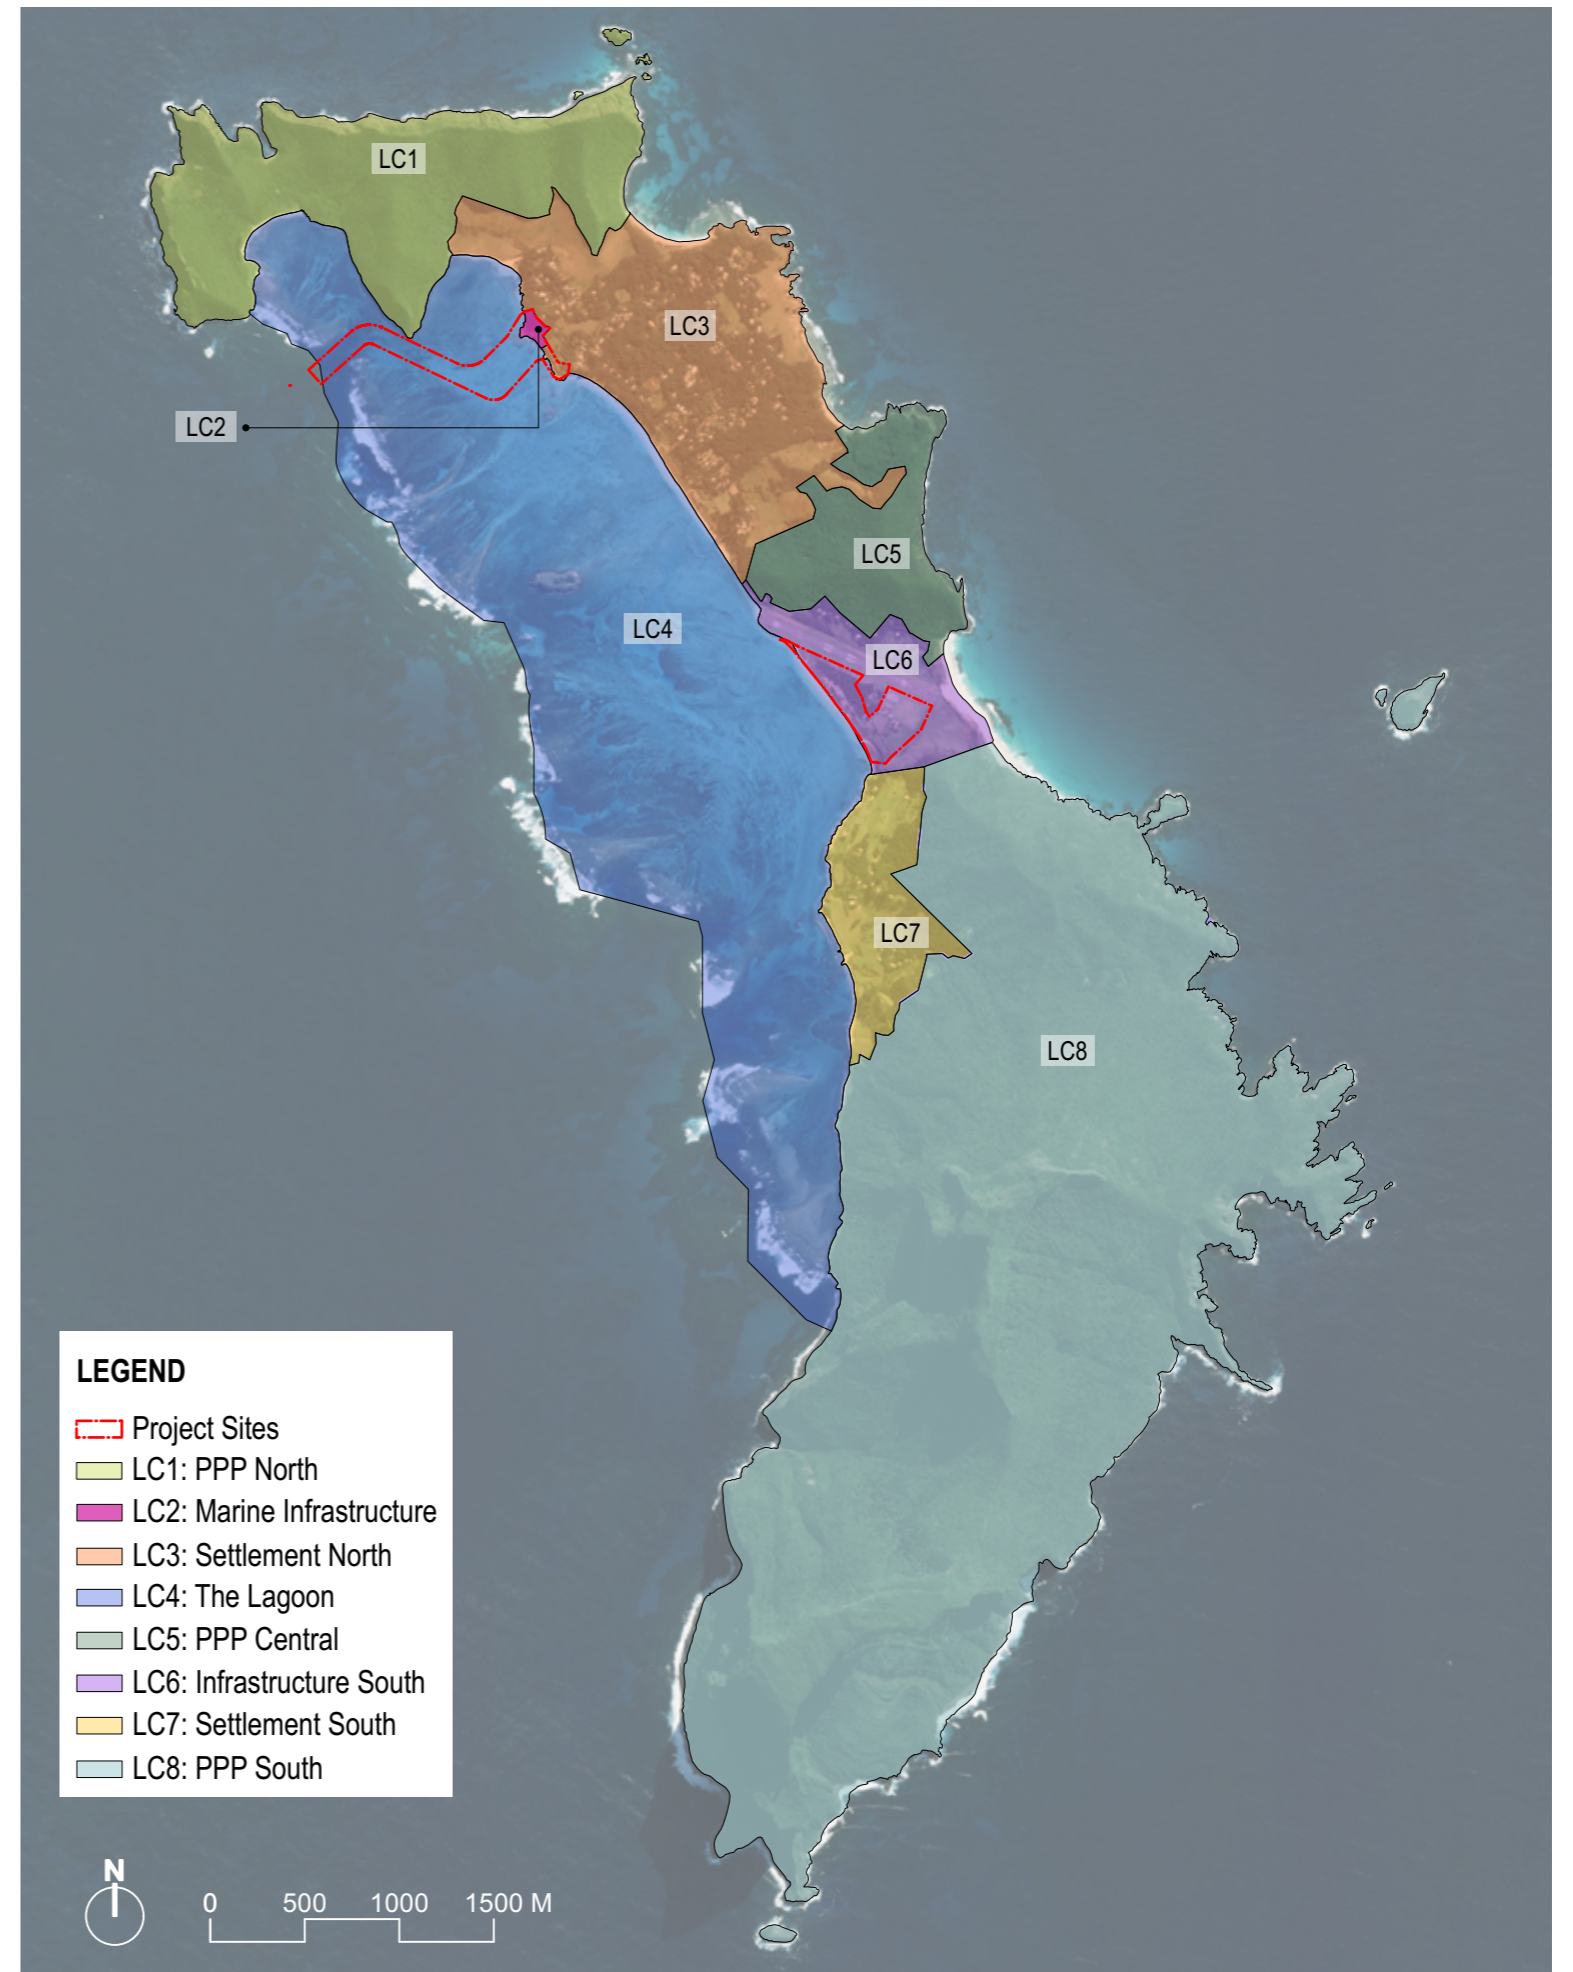 LC1
LC3
LC2
LC5
LC4
LC6
LC7
LC8
LEGEND
Project Sites
LC1: PPP North
LC2: Marine Infrastructure
LC3: Settlement North
LC4: The Lagoon
LC5: PPP Central
LC6: Infrastructure South
LC7: Settlement South
LC8: PPP South
N
0 500 1000 1500 M